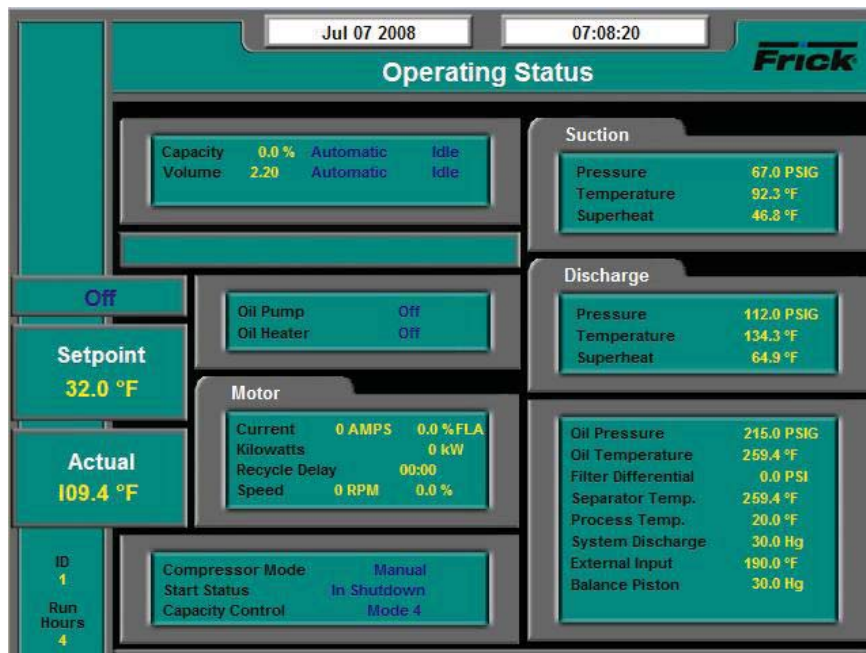 Jul 07 2008
07:08:20
Operating Status
Frick
Capacity 0.0 % Automatic Idle
Volume 2.20 Automatic Idle
Suction
Pressure 67.0 PSIG
Temperature 92.3 °F
Superheat 46.8 °F
Off
Setpoint
32.0 °F
Actual
I09.4 °F
ID
1
Run
Hours
4
Oil Pump Off
Oil Heater Off
Motor
Current 0 AMPS 0.0 %FLA
Kilowatts 0 kW
Recycle Delay 00:00
Speed 0 RPM 0.0 %
Compressor Mode Manual
Start Status In Shutdown
Capacity Control Mode 4
Discharge
Pressure 112.0 PSIG
Temperature 134.3 °F
Superheat 64.9 °F
Oil Pressure 215.0 PSIG
Oil Temperature 259.4 °F
Filter Differential 0.0 PSI
Separator Temp. 259.4 °F
Process Temp. 20.0 °F
System Discharge 30.0 Hg
External Input 190.0 °F
Balance Piston 30.0 Hg